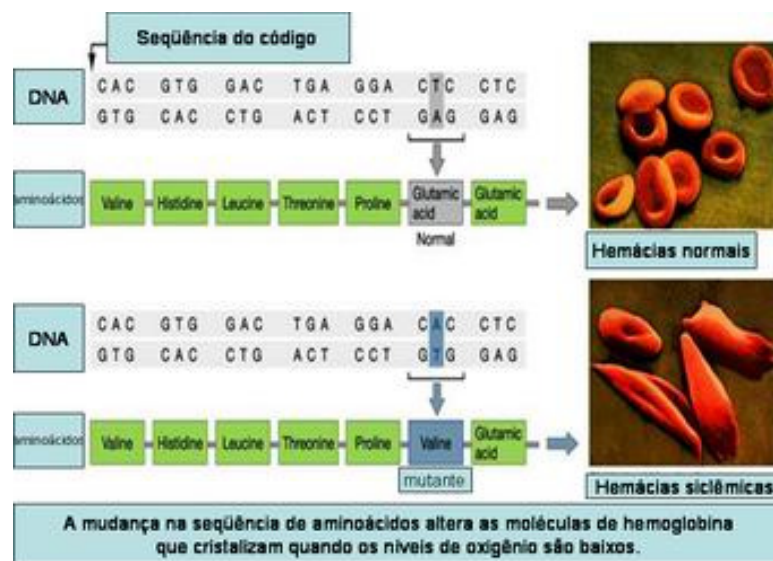 Seqüência do código
DNA
CAC GTG GAC TGA GGA CTC CTC
GTG CAC CTG ACT CCT GAG GAG
aminoácidos
Valine Histidine Leucine Threonine Proline Glutamic acid Glutamic acid
Normal
Hemácias normais
DNA
CAC GTG GAC TGA GGA CAC CTC
GTG CAC CTG ACT CCT GTG GAG
aminoácidos
Valine Histidine Leucine Threonine Proline Valine Glutamic acid
mutante
Hemácias siclêmicas
A mudança na seqüência de aminoácidos altera as moléculas de hemoglobina
que cristalizam quando os níveis de oxigênio são baixos.